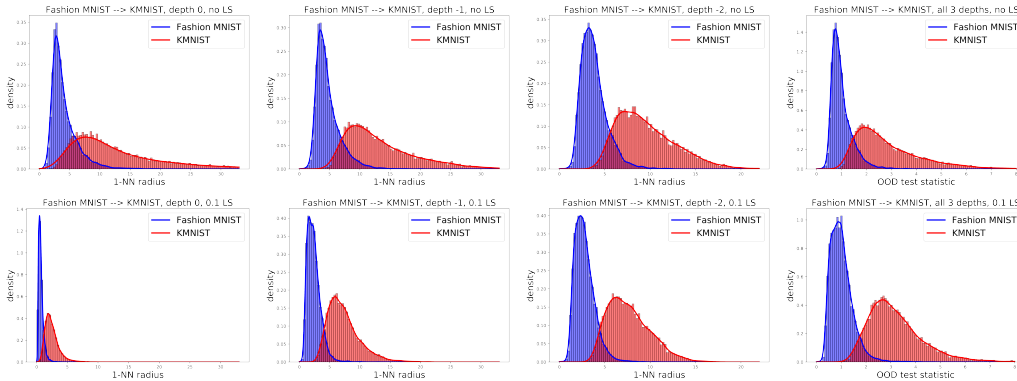 Fashion MNIST --> KMNIST, depth 0, no LS
Fashion MNIST
KMNIST
density
1-NN radius
Fashion MNIST --> KMNIST, depth -1, no LS
Fashion MNIST
KMNIST
density
1-NN radius
Fashion MNIST --> KMNIST, depth -2, no LS
Fashion MNIST
KMNIST
density
1-NN radius
Fashion MNIST --> KMNIST, all 3 depths, no LS
Fashion MNIST
KMNIST
density
OOD test statistic
Fashion MNIST --> KMNIST, depth 0, 0.1 LS
Fashion MNIST
KMNIST
density
1-NN radius
Fashion MNIST --> KMNIST, depth -1, 0.1 LS
Fashion MNIST
KMNIST
density
1-NN radius
Fashion MNIST --> KMNIST, depth -2, 0.1 LS
Fashion MNIST
KMNIST
density
1-NN radius
Fashion MNIST --> KMNIST, all 3 depths, 0.1 LS
Fashion MNIST
KMNIST
density
OOD test statistic